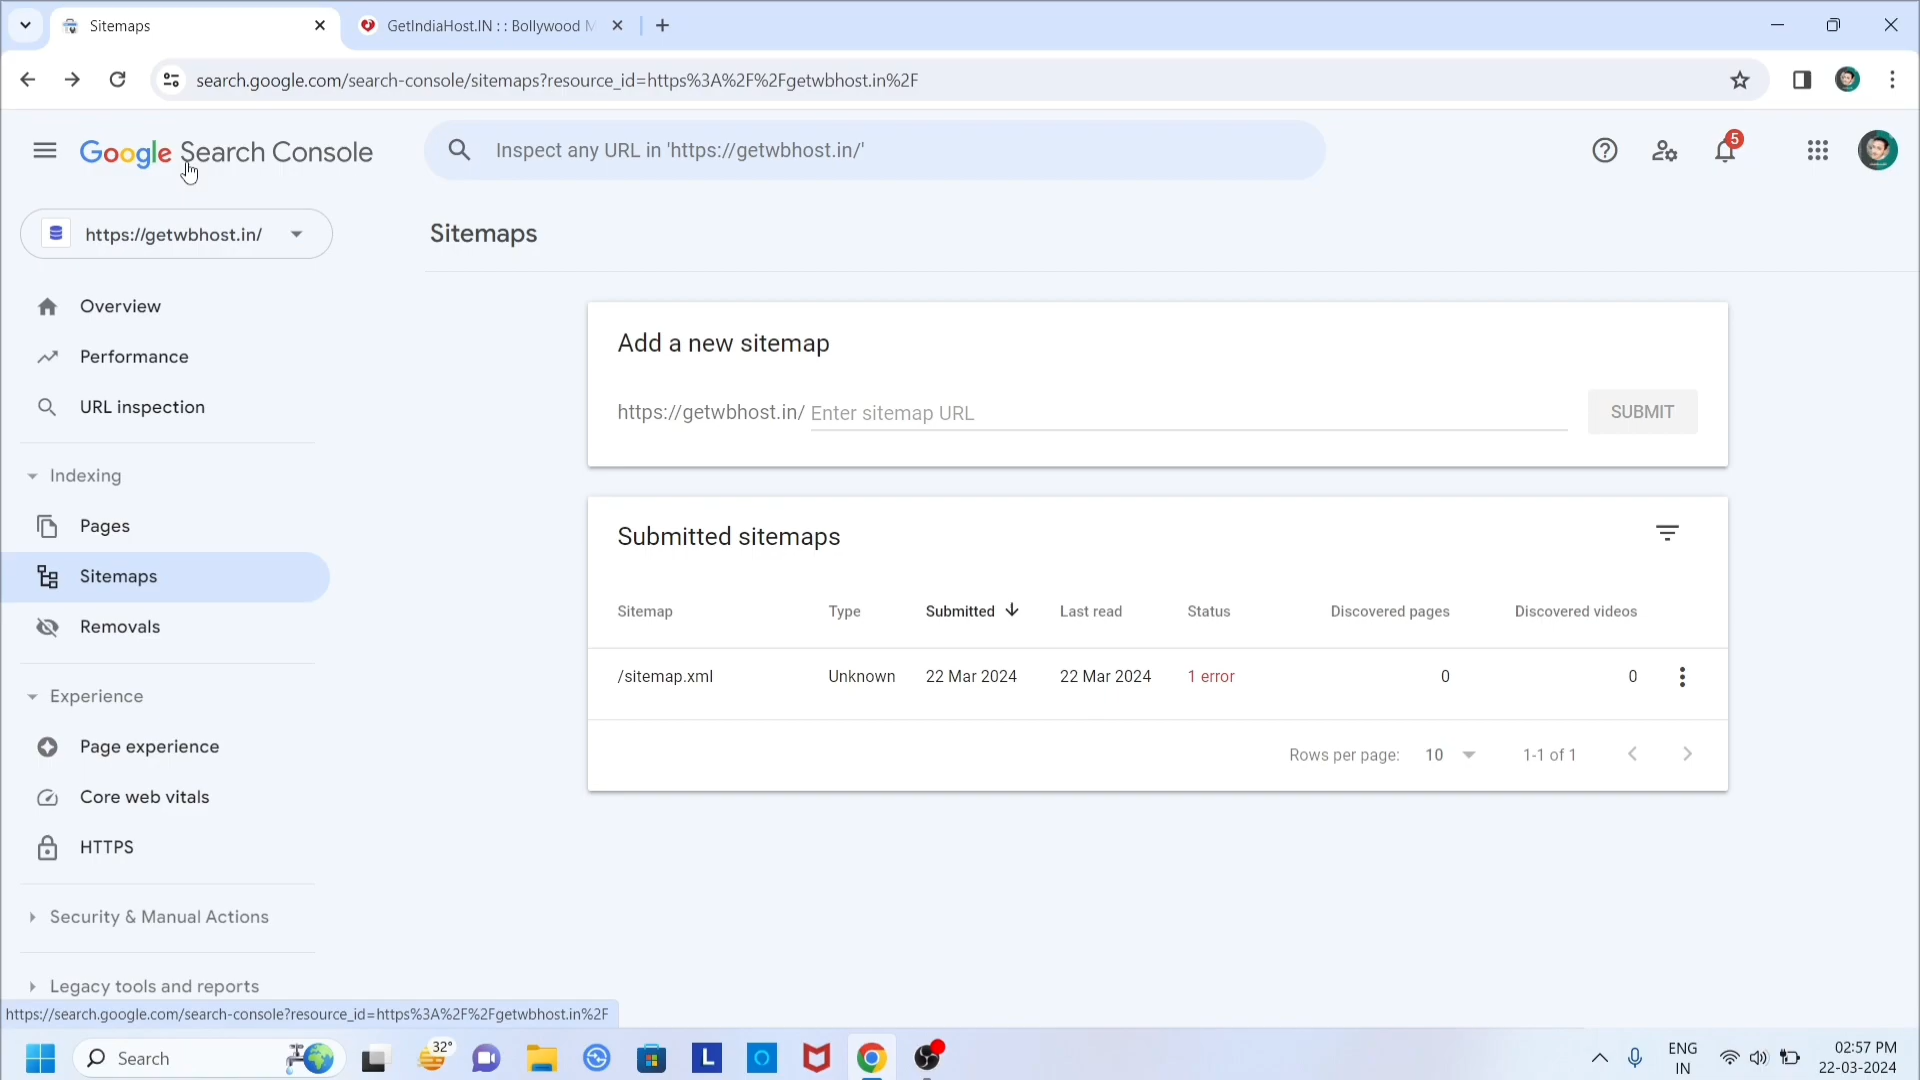 Sitemaps
GetIndiaHost.IN : : Bollywood M
search.google.com/search-console/sitemaps?resource_id=https%3A%2F%2Fgetwbhost.in%2F
Google Search Console
Inspect any URL in 'https://getwbhost.in/'
5
https://getwbhost.in/
Sitemaps
Overview
Performance
URL inspection
Indexing
Pages
Sitemaps
Removals
Experience
Page experience
Core web vitals
HTTPS
Security & Manual Actions
Legacy tools and reports
Add a new sitemap
https://getwbhost.in/ Enter sitemap URL
SUBMIT
Submitted sitemaps
Sitemap Type Submitted Last read Status Discovered pages Discovered videos
/sitemap.xml Unknown 22 Mar 2024 22 Mar 2024 1 error 0 0
Rows per page: 10 1-1 of 1
https://search.google.com/search-console?resource_id=https%3A%2F%2Fgetwbhost.in%2F
Search
32°
L
ENG
IN
02:57 PM
22-03-2024